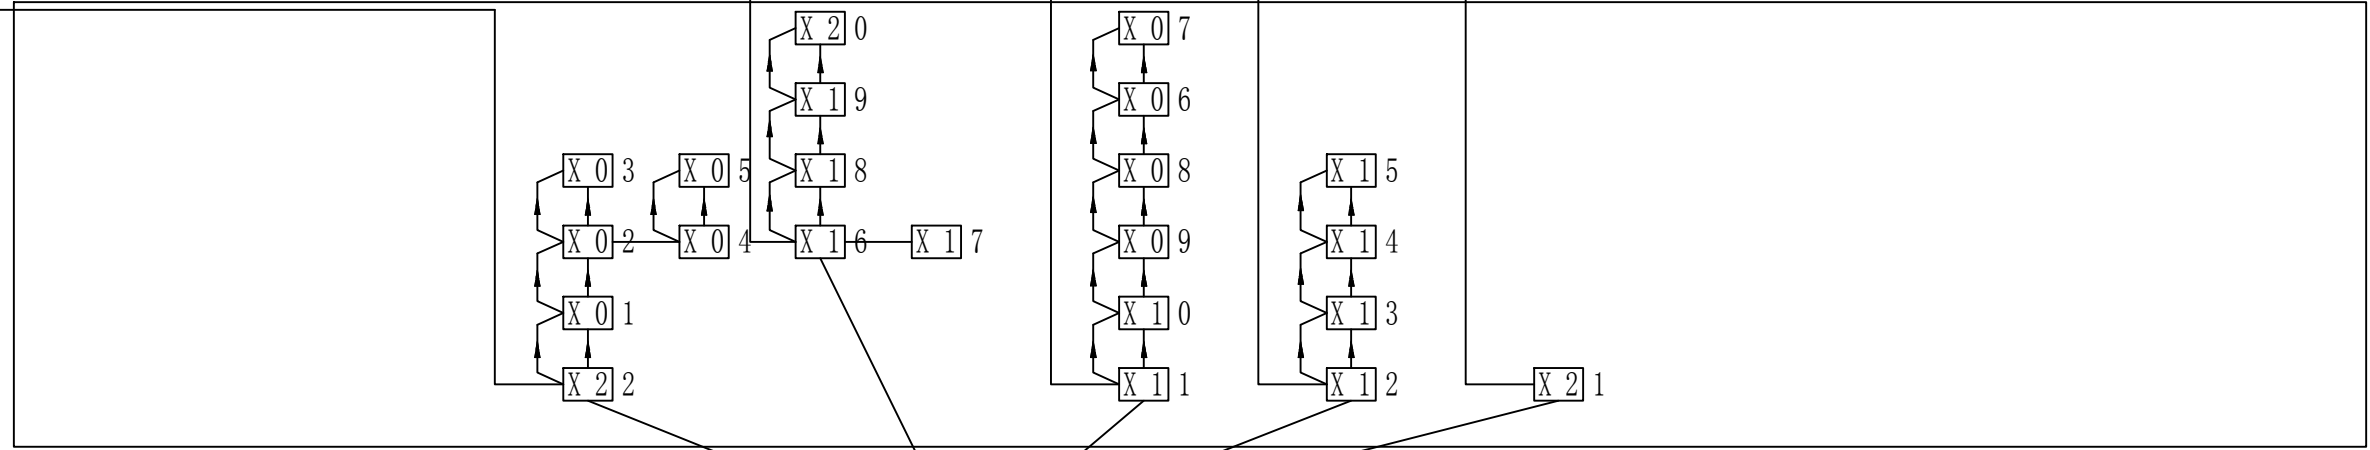 X 2 0 X 0 7
X 1 9 X 0 6
X 0 3 X 0 5 X 1 8 X 0 8 X 1 5
X 0 2 X 0 4 X 1 6 X 1 7 X 0 9 X 1 4
X 0 1 X 1 0 X 1 3
X 2 2 X 1 1 X 1 2 X 2 1